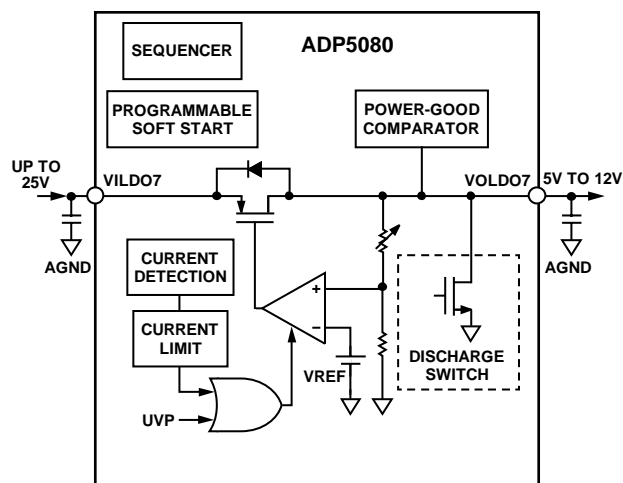 SEQUENCER
ADP5080
PROGRAMMABLE
SOFT START
POWER-GOOD
COMPARATOR
UP TO
25V
VILDO7
VOLDO7
5V TO 12V
AGND
AGND
CURRENT
DETECTION
CURRENT
LIMIT
+
–
VREF
DISCHARGE
SWITCH
UVP